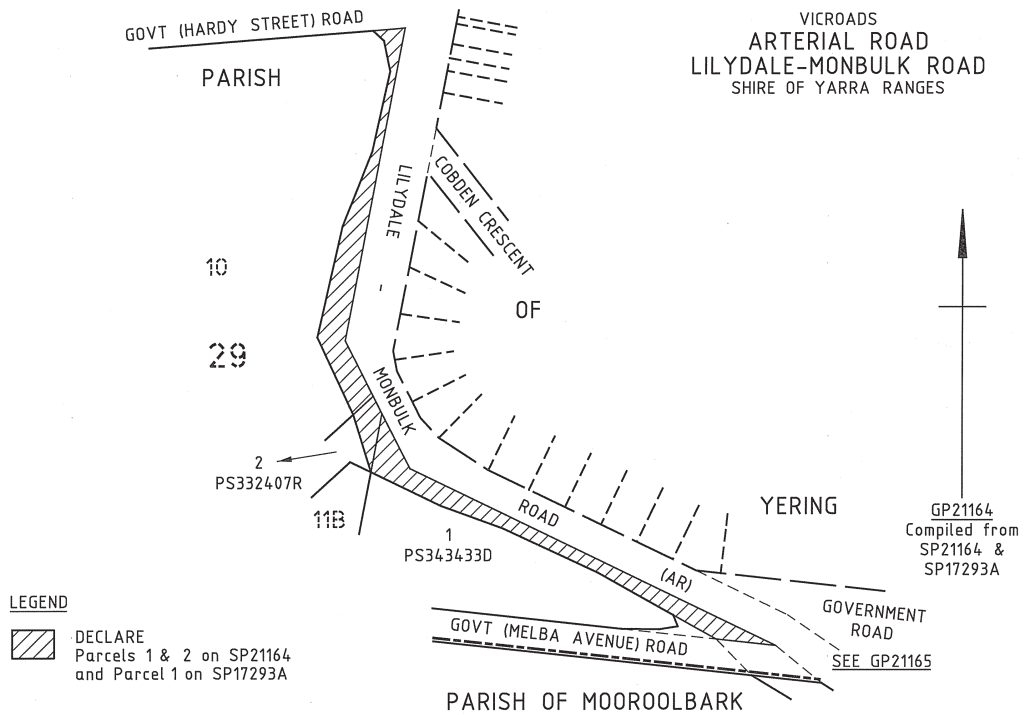 GOVT (HARDY STREET) ROAD
PARISH
VICROADS
ARTERIAL ROAD
LILYDALE-MONBULK ROAD
SHIRE OF YARRA RANGES
LILYDALE
COBDEN CRESCENT
10
OF
29
MONBULK
2
PS332407R
11B
1
PS343433D
ROAD
YERING
(AR)
GP21164
Compiled from
SP21164 &
SP17293A
LEGEND
DECLARE
Parcels 1 & 2 on SP21164
and Parcel 1 on SP17293A
GOVT (MELBA AVENUE) ROAD
GOVERNMENT
ROAD
SEE GP21165
PARISH OF MOOROOLBARK